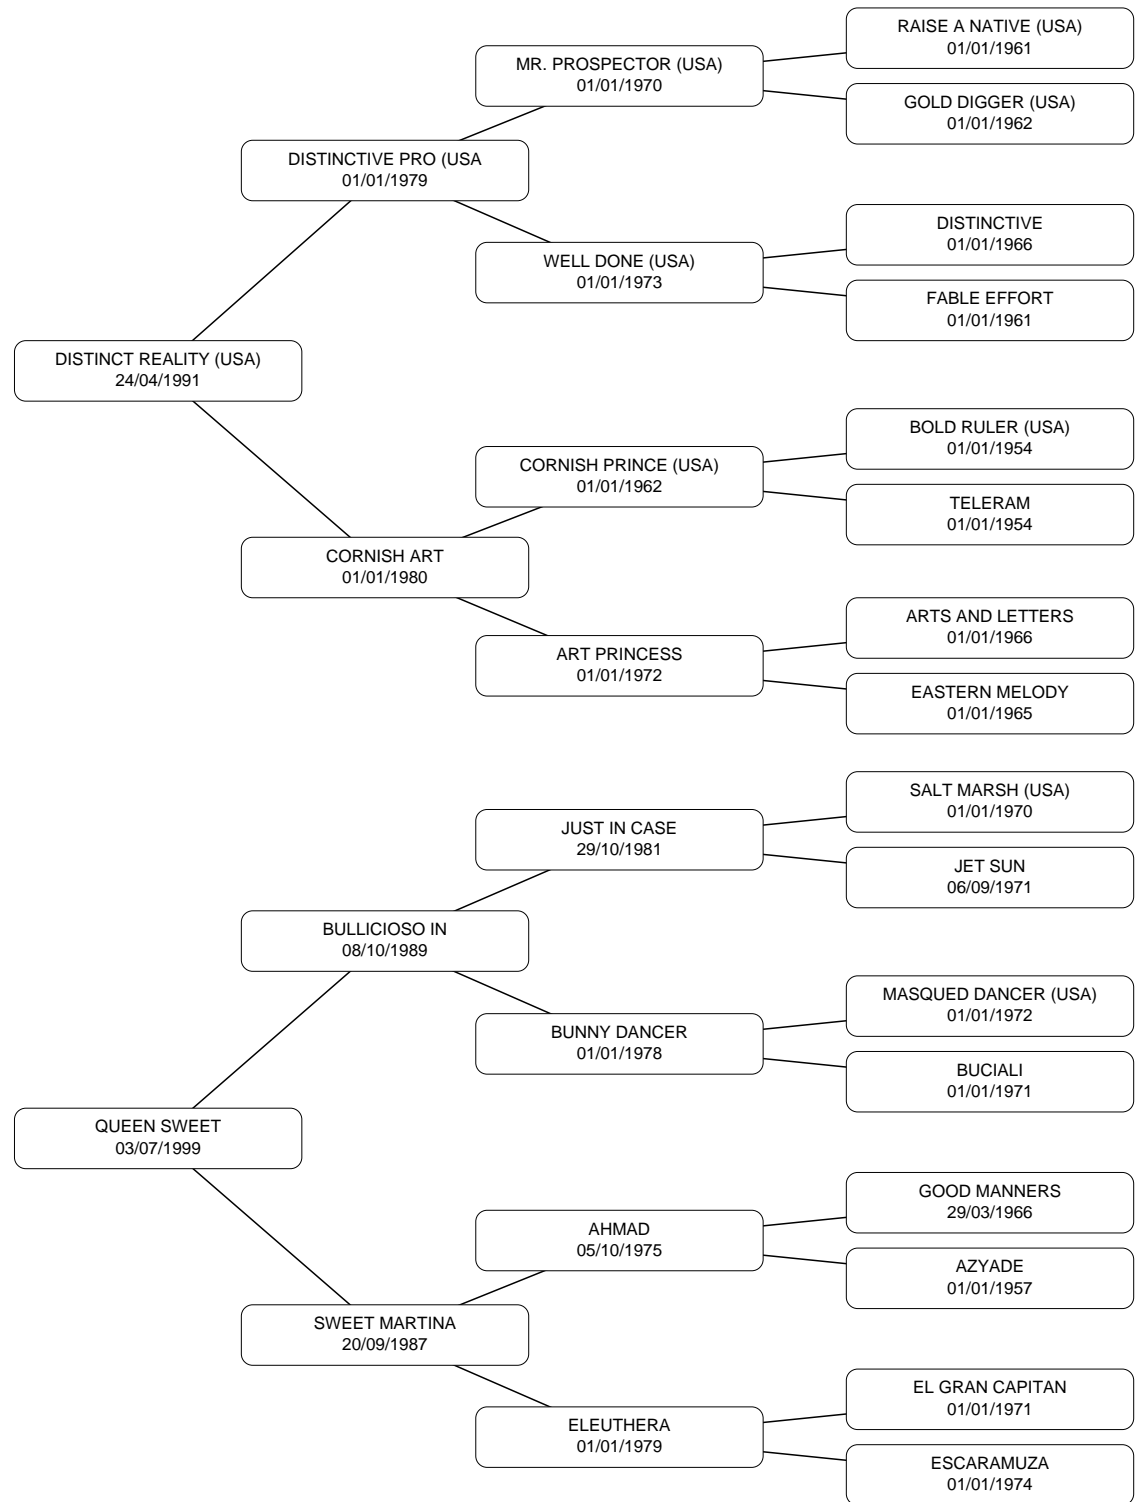 RAISE A NATIVE (USA)
01/01/1961
MR. PROSPECTOR (USA)
01/01/1970
GOLD DIGGER (USA)
01/01/1962
DISTINCTIVE PRO (USA
01/01/1979
DISTINCTIVE
01/01/1966
WELL DONE (USA)
01/01/1973
FABLE EFFORT
01/01/1961
DISTINCT REALITY (USA)
24/04/1991
BOLD RULER (USA)
01/01/1954
CORNISH PRINCE (USA)
01/01/1962
TELERAM
01/01/1954
CORNISH ART
01/01/1980
ARTS AND LETTERS
01/01/1966
ART PRINCESS
01/01/1972
EASTERN MELODY
01/01/1965
SALT MARSH (USA)
01/01/1970
JUST IN CASE
29/10/1981
JET SUN
06/09/1971
BULLICIOSO IN
08/10/1989
MASQUED DANCER (USA)
01/01/1972
BUNNY DANCER
01/01/1978
BUCIALI
01/01/1971
QUEEN SWEET
03/07/1999
GOOD MANNERS
29/03/1966
AHMAD
05/10/1975
AZYADE
01/01/1957
SWEET MARTINA
20/09/1987
EL GRAN CAPITAN
01/01/1971
ELEUTHERA
01/01/1979
ESCARAMUZA
01/01/1974